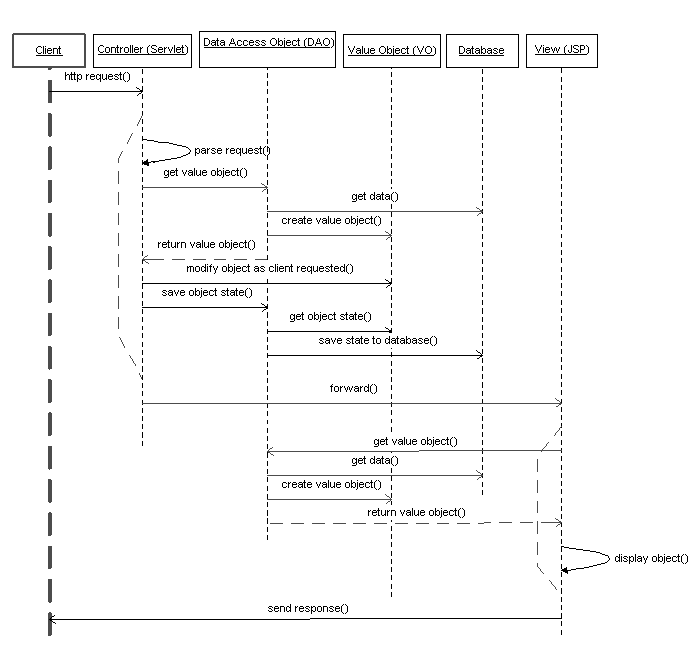 Client
Controller (Servlet)
Data Access Object (DAO)
Value Object (VO)
Database
View (JSP)
http request()
parse request()
get value object()
get data()
create value object()
return value object()
modify object as client requested()
save object state()
get object state()
save state to database()
forward()
get value object()
get data()
create value object()
return value object()
display object()
send response()